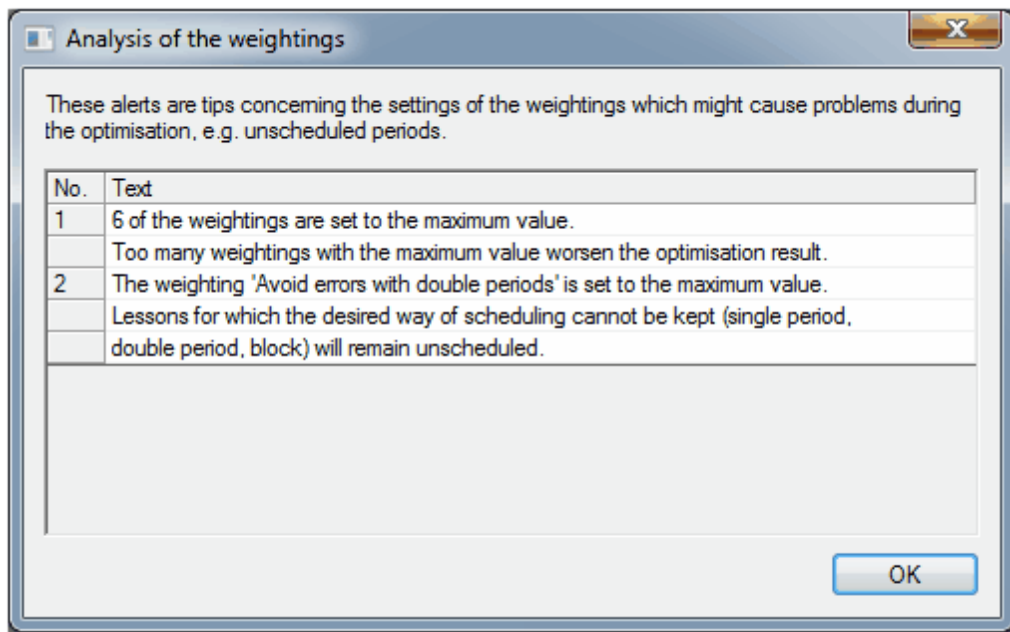 Analysis of the weightings
These alerts are tips concerning the settings of the weightings which might cause problems during
the optimisation, e.g. unscheduled periods.
No. Text
1 6 of the weightings are set to the maximum value.
Too many weightings with the maximum value worsen the optimisation result.
2 The weighting 'Avoid errors with double periods' is set to the maximum value.
Lessons for which the desired way of scheduling cannot be kept (single period,
double period, block) will remain unscheduled.
OK